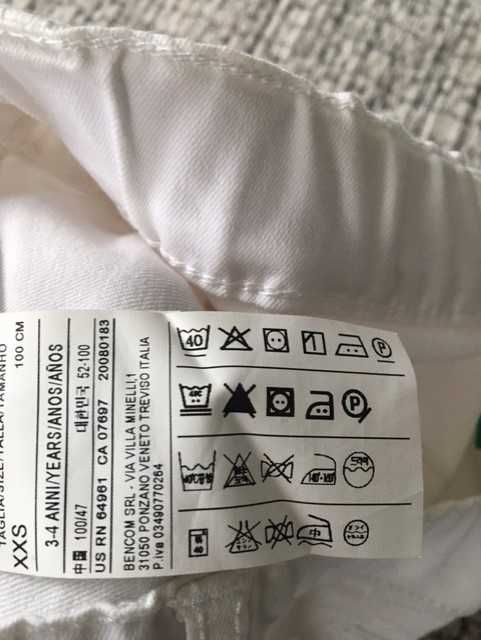 TAGLIA/SIZE/TALLA/TAMANHO
XXS 100 CM
3-4 ANNI/YEARS/ANOS/AÑOS
中国 100/47 대한민국 52-100
US RN 64961 CA 07697 20080183
BENCOM SRL - VIA VILLA MINELLI,1
31050 PONZANO VENETO TREVISO ITALIA
P.iva 03490770264
40 P
P
40